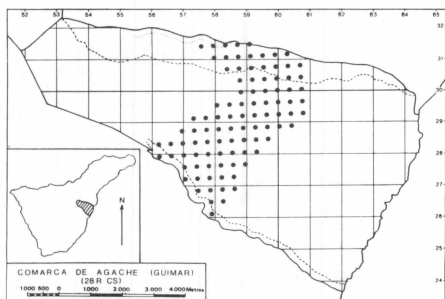 52 53 54 55 56 57 58 59 60 61 62 63 64 65
32
31
30
29
28
27
26
25
24
23
N
COMARCA DE AGACHE (GUIMAR)
(28 R CS)
1000 500 0 1.000 2.000 3.000 4.000 Metros